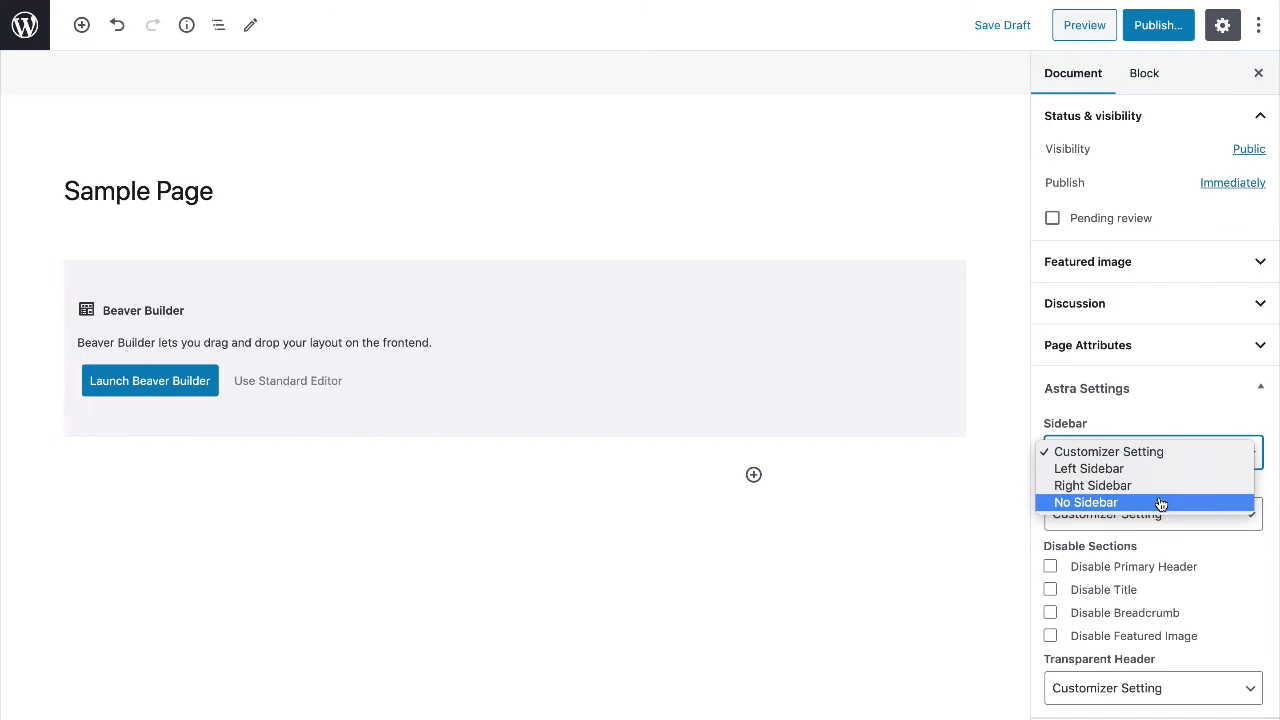 Save Draft
Preview
Publish...
Document
Block
Status & visibility
Visibility
Public
Publish
Immediately
Pending review
Sample Page
Featured image
Discussion
Beaver Builder
Beaver Builder lets you drag and drop your layout on the frontend.
Launch Beaver Builder
Use Standard Editor
Page Attributes
Astra Settings
Sidebar
Customizer Setting
Left Sidebar
Right Sidebar
No Sidebar
Customizer Setting
Disable Sections
Disable Primary Header
Disable Title
Disable Breadcrumb
Disable Featured Image
Transparent Header
Customizer Setting